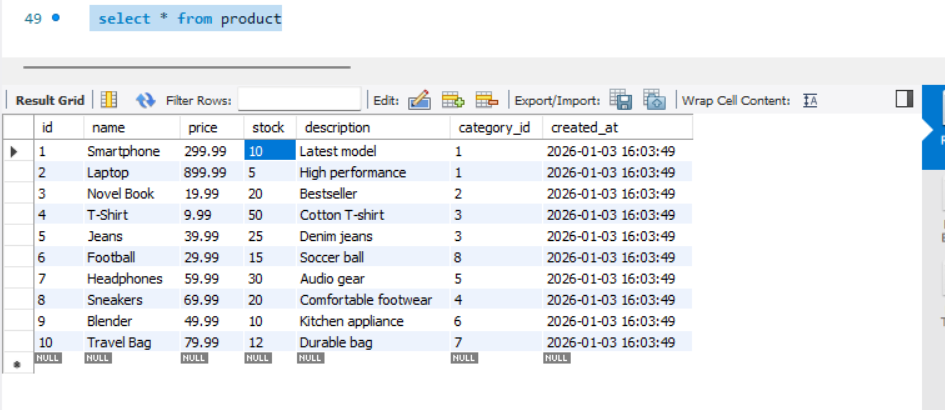 49 select * from product
Result Grid Filter Rows: Edit: Export/Import: Wrap Cell Content: IA
id name price stock description category_id created_at
1 Smartphone 299.99 10 Latest model 1 2026-01-03 16:03:49
2 Laptop 899.99 5 High performance 1 2026-01-03 16:03:49
3 Novel Book 19.99 20 Bestseller 2 2026-01-03 16:03:49
4 T-Shirt 9.99 50 Cotton T-shirt 3 2026-01-03 16:03:49
5 Jeans 39.99 25 Denim jeans 3 2026-01-03 16:03:49
6 Football 29.99 15 Soccer ball 8 2026-01-03 16:03:49
7 Headphones 59.99 30 Audio gear 5 2026-01-03 16:03:49
8 Sneakers 69.99 20 Comfortable footwear 4 2026-01-03 16:03:49
9 Blender 49.99 10 Kitchen appliance 6 2026-01-03 16:03:49
10 Travel Bag 79.99 12 Durable bag 7 2026-01-03 16:03:49
NULL NULL NULL NULL NULL NULL NULL